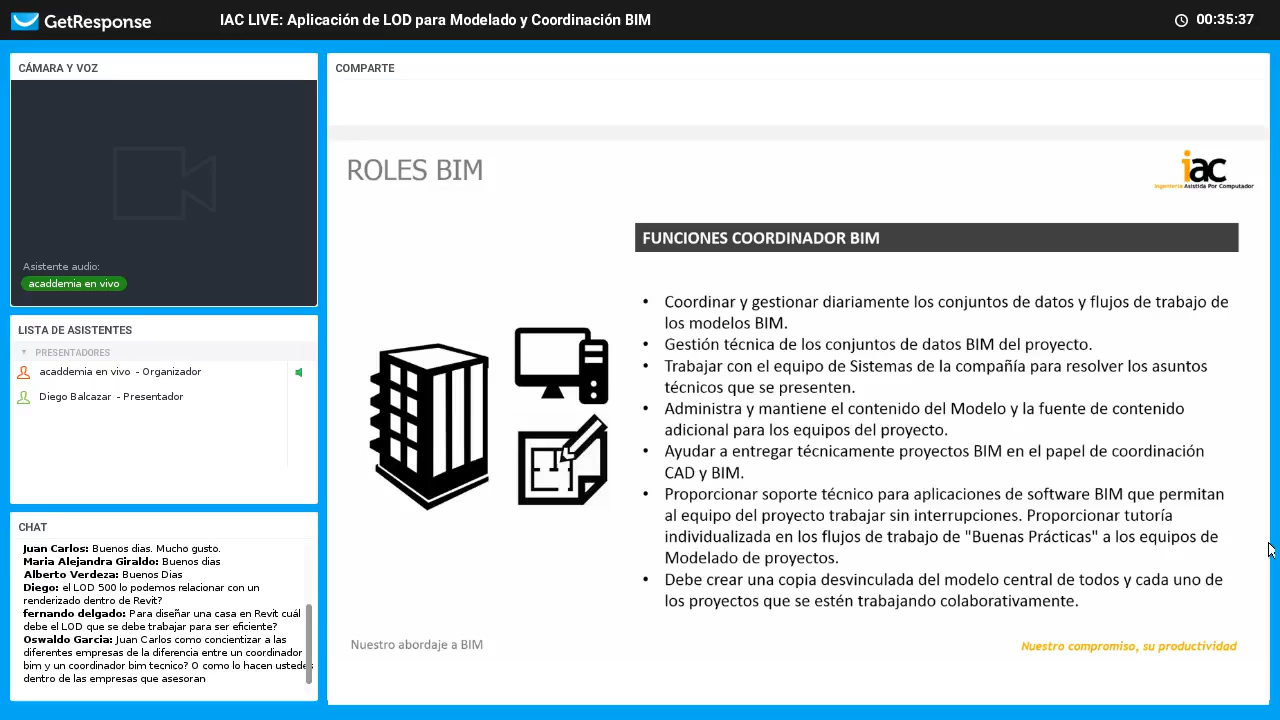 GetResponse
IAC LIVE: Aplicación de LOD para Modelado y Coordinación BIM
00:35:37
CÁMARA Y VOZ
Asistente audio:
acaddemia en vivo
LISTA DE ASISTENTES
PRESENTADORES
acaddemia en vivo - Organizador
Diego Balcazar - Presentador
CHAT
Juan Carlos: Buenos dias. Mucho gusto.
Maria Alejandra Giraldo: Buenos dias
Alberto Verdeza: Buenos Dias
Diego: el LOD 500 lo podemos relacionar con un
renderizado dentro de Revit?
fernando delgado: Para diseñar una casa en Revit cuál
debe el LOD que se debe trabajar para ser eficiente?
Oswaldo Garcia: Juan Carlos como concientizar a las
diferentes empresas de la diferencia entre un coordinador
bim y un coordinador bim tecnico? O como lo hacen ustedes
dentro de las empresas que asesoran
COMPARTE
ROLES BIM
iac
Ingeniería Asistida Por Computador
FUNCIONES COORDINADOR BIM
• Coordinar y gestionar diariamente los conjuntos de datos y flujos de trabajo de
los modelos BIM.
• Gestión técnica de los conjuntos de datos BIM del proyecto.
• Trabajar con el equipo de Sistemas de la compañía para resolver los asuntos
técnicos que se presenten.
• Administra y mantiene el contenido del Modelo y la fuente de contenido
adicional para los equipos del proyecto.
• Ayudar a entregar técnicamente proyectos BIM en el papel de coordinación
CAD y BIM.
• Proporcionar soporte técnico para aplicaciones de software BIM que permitan
al equipo del proyecto trabajar sin interrupciones. Proporcionar tutoría
individualizada en los flujos de trabajo de "Buenas Prácticas" a los equipos de
Modelado de proyectos.
• Debe crear una copia desvinculada del modelo central de todos y cada uno de
los proyectos que se estén trabajando colaborativamente.
Nuestro abordaje a BIM
Nuestro compromiso, su productividad